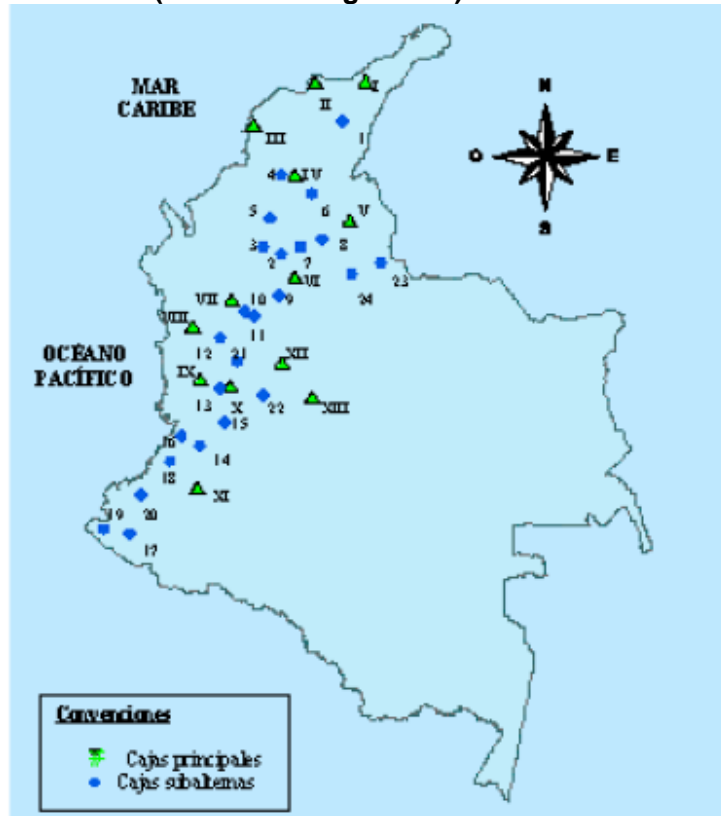 MAR
CARIBE
N
O
E
S
I
II
III
1
4
IV
6
V
5
3
2
7
8
VI
24
23
VII
10
9
11
VIII
12
21
XII
OCÉANO
PACÍFICO
IX
13
X
22
XIII
15
16
14
18
XI
19
20
17
Convenciones
Cajas principales
Cajas subalternas